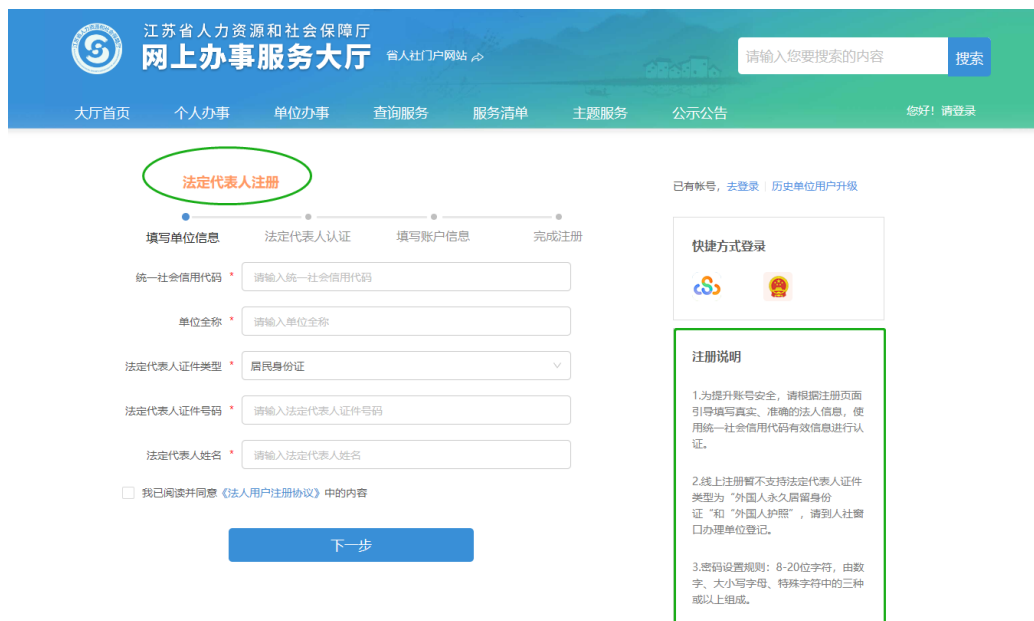 江苏省人力资源和社会保障厅
网上办事服务大厅
省人社门户网站
请输入您要搜索的内容
搜索
大厅首页 个人办事 单位办事 查询服务 服务清单 主题服务 公示公告 您好！请登录
法定代表人注册
填写单位信息 法定代表人认证 填写账户信息 完成注册
统一社会信用代码 * 请输入统一社会信用代码
单位全称 * 请输入单位全称
法定代表人证件类型 * 居民身份证
法定代表人证件号码 * 请输入法定代表人证件号码
法定代表人姓名 * 请输入法定代表人姓名
我已阅读并同意《法人用户注册协议》中的内容
下一步
已有帐号，去登录 | 历史单位用户升级
快捷方式登录
注册说明
1.为提升账号安全，请根据注册页面
引导填写真实、准确的法人信息，使
用统一社会信用代码有效信息进行认
证。
2.线上注册暂不支持法定代表人证件
类型为“外国人永久居留身份
证“和“外国人护照”，请到人社窗
口办理单位登记。
3.密码设置规则：8-20位字符，由数
字、大小写字母、特殊字符中的三种
或以上组成。